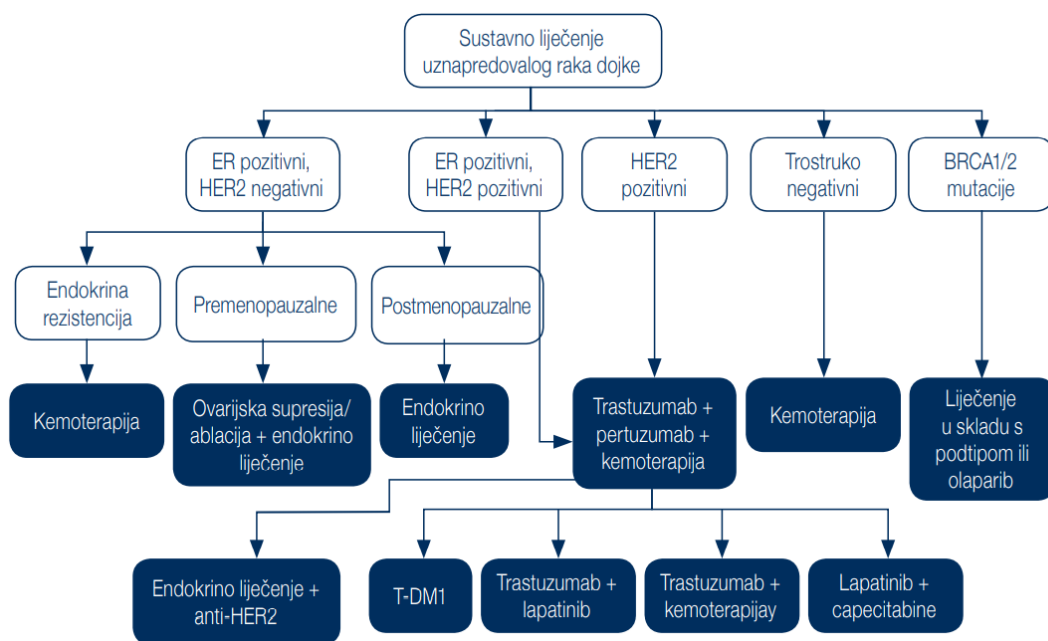 Sustavno liječenje
uznapredovalog raka dojke
ER pozitivni,
HER2 negativni
ER pozitivni,
HER2 pozitivni
HER2
pozitivni
Trostruko
negativni
BRCA1/2
mutacije
Endokrina
rezistencija
Premenopauzalne
Postmenopauzalne
Kemoterapija
Ovarijska supresija/
ablacija + endokrino
liječenje
Endokrino
liječenje
Trastuzumab +
pertuzumab +
kemoterapija
Kemoterapija
Liječenje
u skladu s
podtipom ili
olaparib
Endokrino liječenje +
anti-HER2
T-DM1
Trastuzumab +
lapatinib
Trastuzumab +
kemoterapijay
Lapatinib +
capecitabine